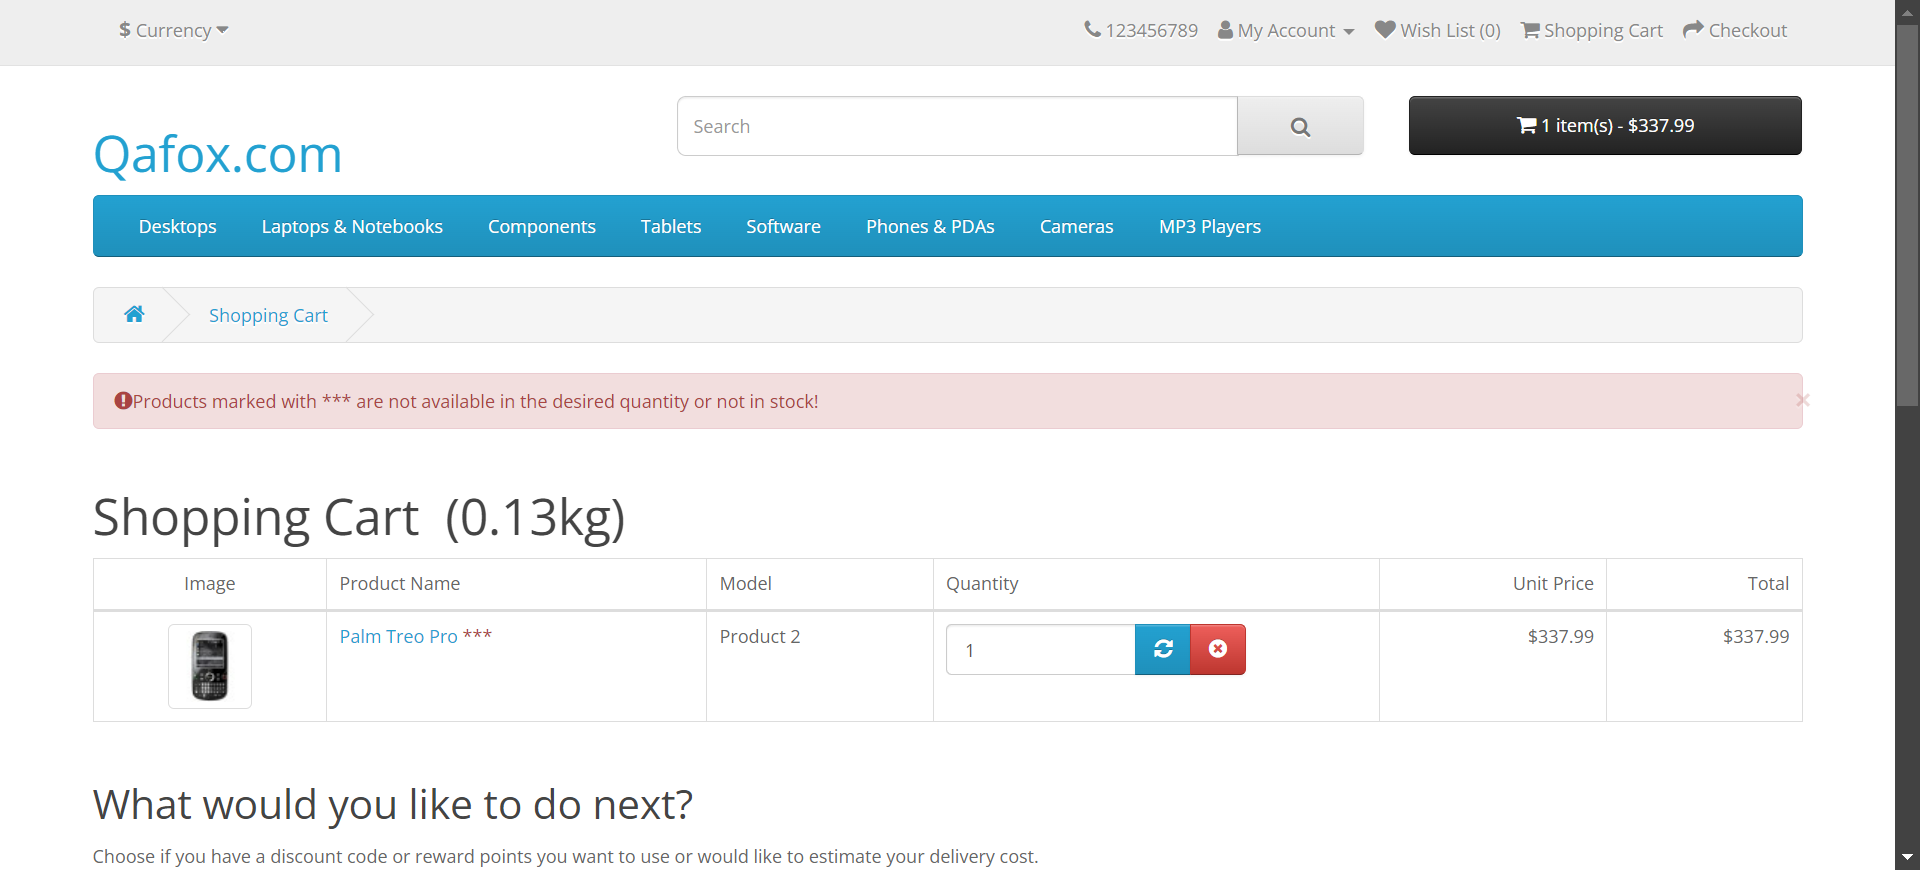 $ Currency
123456789 My Account Wish List (0) Shopping Cart Checkout
Search
1 item(s) - $337.99
Qafox.com
Desktops Laptops & Notebooks Components Tablets Software Phones & PDAs Cameras MP3 Players
Shopping Cart
Products marked with *** are not available in the desired quantity or not in stock!
×
Shopping Cart (0.13kg)
Image Product Name Model Quantity Unit Price Total
Palm Treo Pro *** Product 2 1 $337.99 $337.99
What would you like to do next?
Choose if you have a discount code or reward points you want to use or would like to estimate your delivery cost.